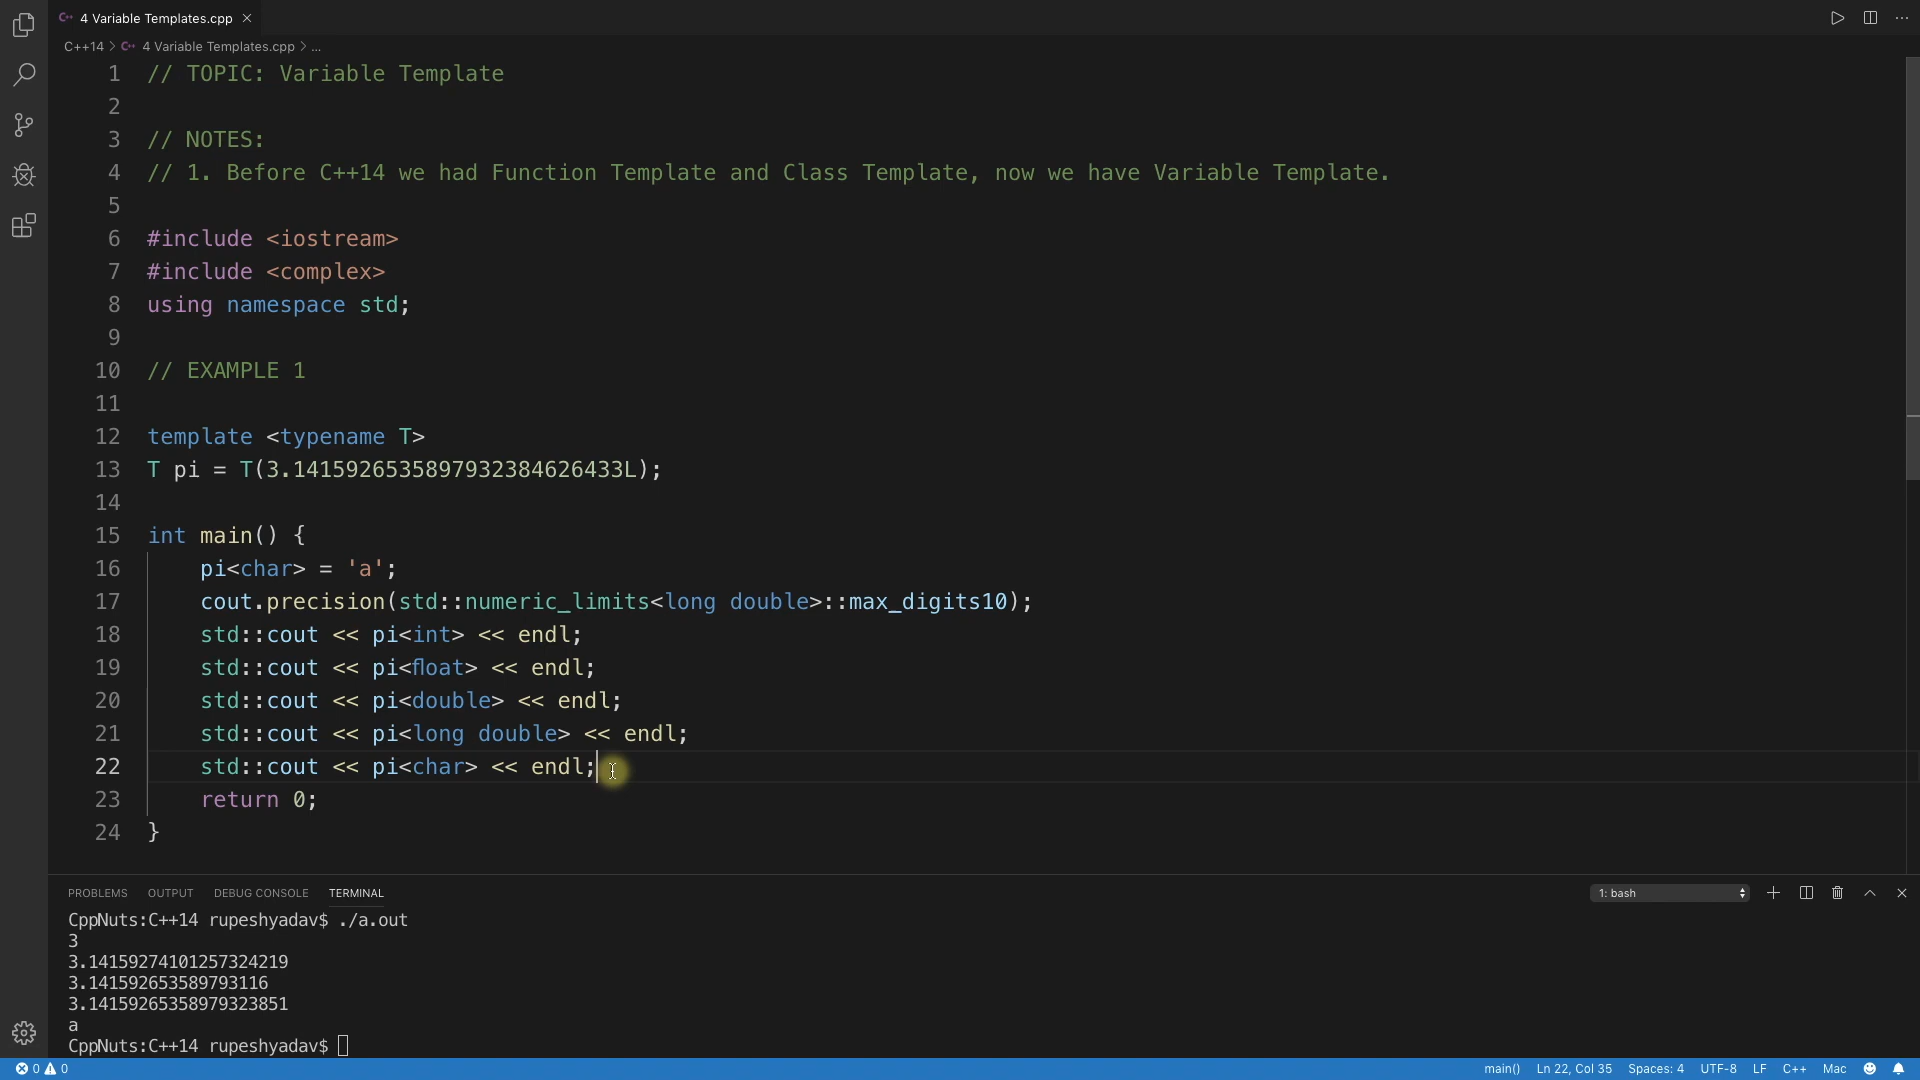 4 Variable Templates.cpp
C++14 > 4 Variable Templates.cpp > ...
1 // TOPIC: Variable Template
2
3 // NOTES:
4 // 1. Before C++14 we had Function Template and Class Template, now we have Variable Template.
5
6 #include <iostream>
7 #include <complex>
8 using namespace std;
9
10 // EXAMPLE 1
11
12 template <typename T>
13 T pi = T(3.1415926535897932384626433L);
14
15 int main() {
16     pi<char> = 'a';
17     cout.precision(std::numeric_limits<long double>::max_digits10);
18     std::cout << pi<int> << endl;
19     std::cout << pi<float> << endl;
20     std::cout << pi<double> << endl;
21     std::cout << pi<long double> << endl;
22     std::cout << pi<char> << endl;
23     return 0;
24 }
PROBLEMS OUTPUT DEBUG CONSOLE TERMINAL 1: bash
CppNuts:C++14 rupeshyadav$ ./a.out
3
3.14159274101257324219
3.141592653589793116
3.14159265358979323851
a
CppNuts:C++14 rupeshyadav$
0 0 main() Ln 22, Col 35 Spaces: 4 UTF-8 LF C++ Mac